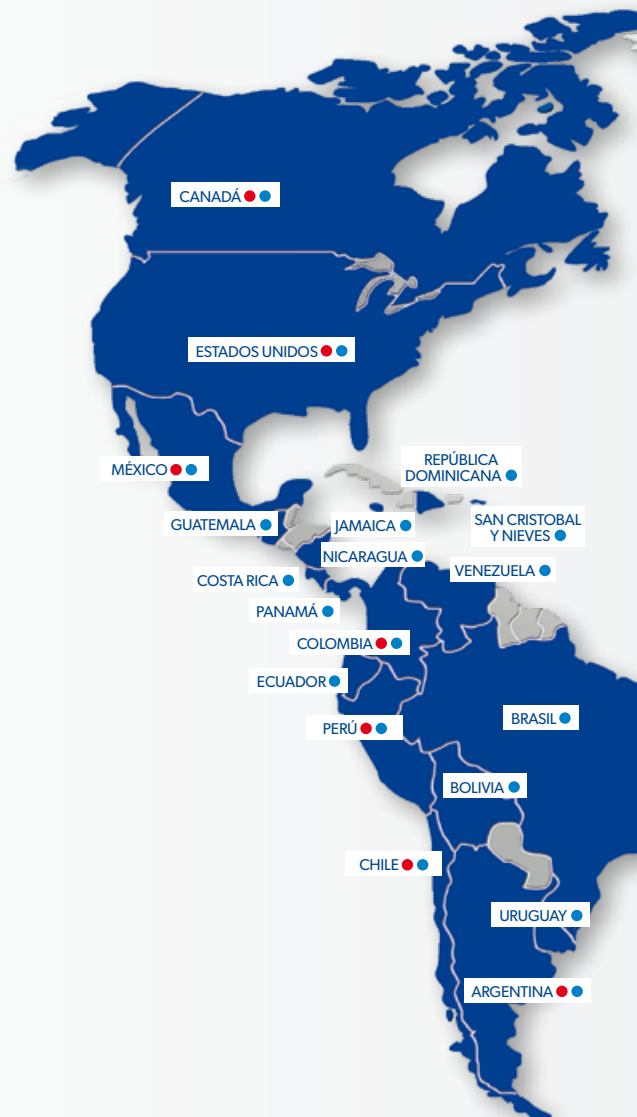 CANADÁ
ESTADOS UNIDOS
MÉXICO
REPÚBLICA
DOMINICANA
GUATEMALA
JAMAICA
SAN CRISTOBAL
Y NIEVES
NICARAGUA
COSTA RICA
VENEZUELA
PANAMÁ
COLOMBIA
ECUADOR
PERÚ
BRASIL
BOLIVIA
CHILE
URUGUAY
ARGENTINA